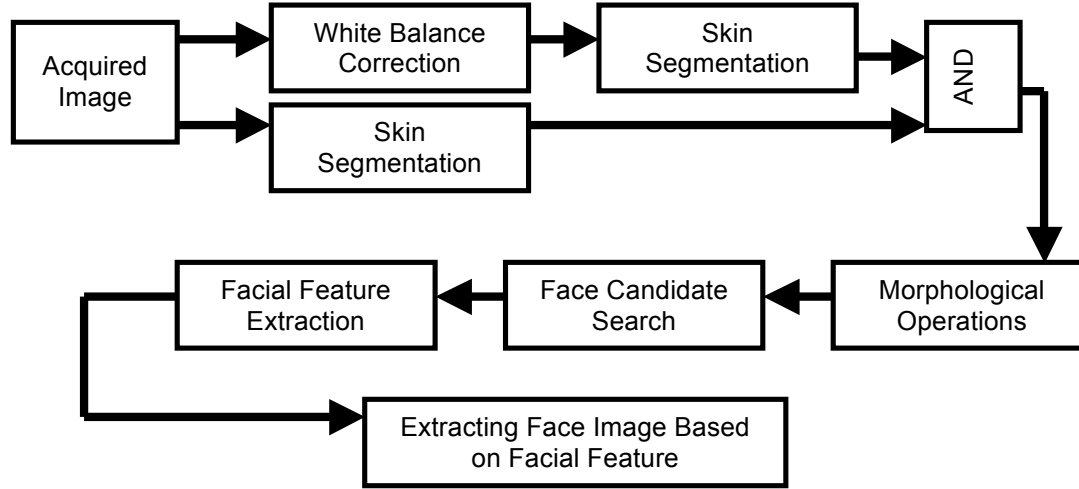 Acquired
Image
White Balance
Correction
Skin
Segmentation
AND
Skin
Segmentation
Facial Feature
Extraction
Face Candidate
Search
Morphological
Operations
Extracting Face Image Based
on Facial Feature